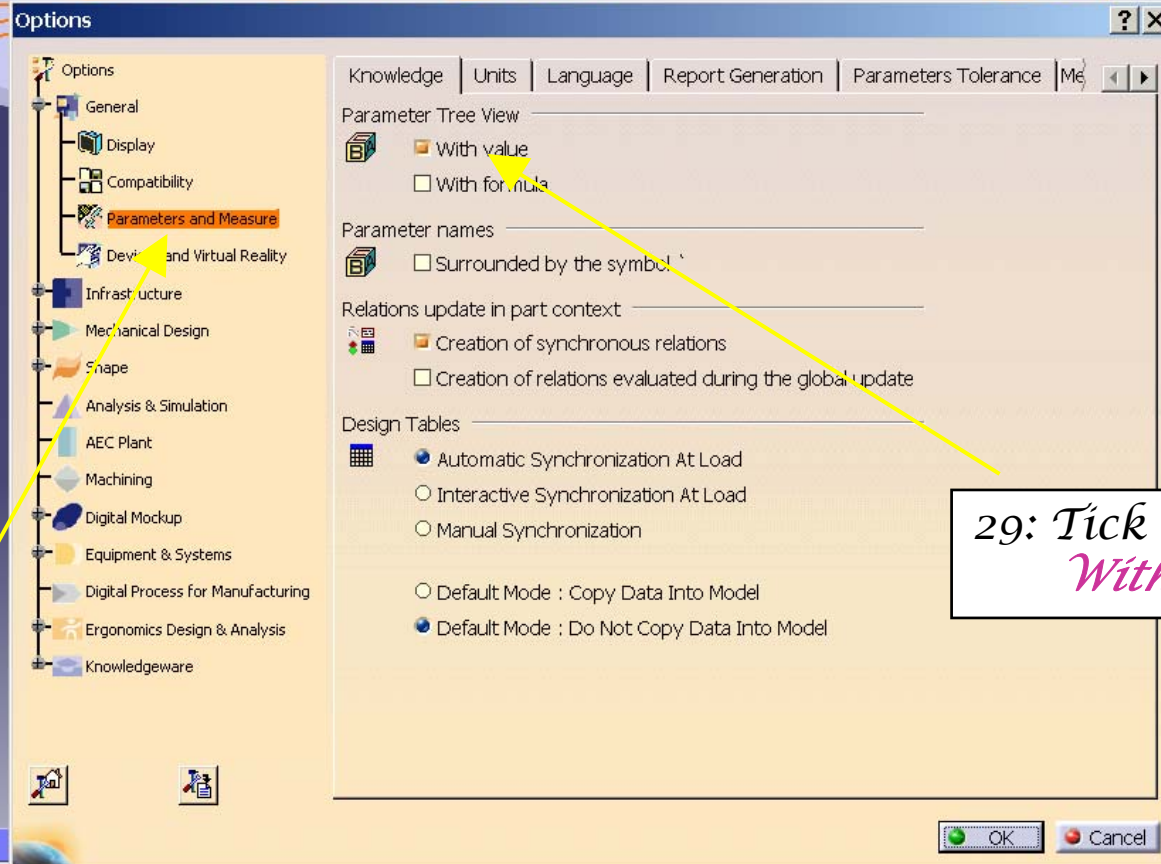 Options
Options
General
Display
Compatibility
Parameters and Measure
and Virtual Reality
Infrastructure
Mechanical Design
Shape
Analysis & Simulation
AEC Plant
Machining
Digital Mockup
Equipment & Systems
Digital Process for Manufacturing
Ergonomics Design & Analysis
Knowledgeware
Knowledge Units Language Report Generation Parameters Tolerance
Parameter Tree View
With value
With formula
Parameter names
Surrounded by the symbol `
Relations update in part context
Creation of synchronous relations
Creation of relations evaluated during the global update
Design Tables
Automatic Synchronization At Load
Interactive Synchronization At Load
Manual Synchronization
Default Mode : Copy Data Into Model
Default Mode : Do Not Copy Data Into Model
29: Tick
With
OK Cancel